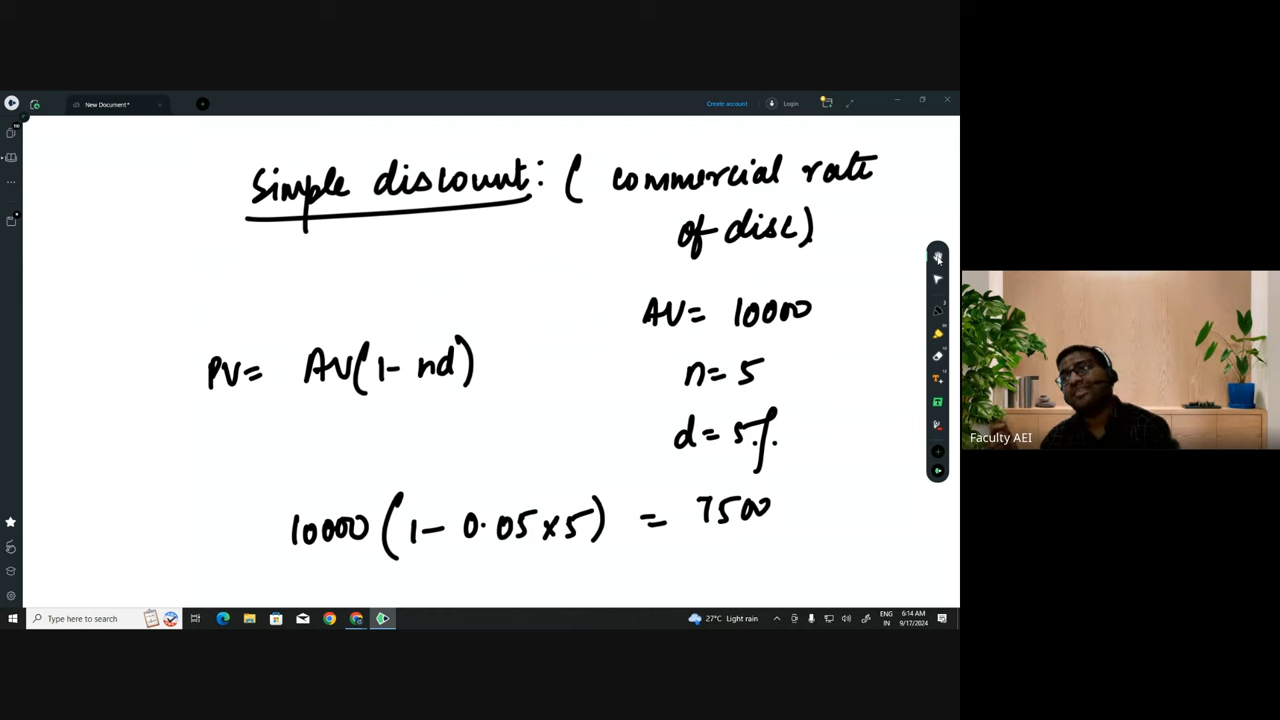 New Document*
Create account
Login
Simple discount: ( commercial rate
of disc)
AV= 10000
PV= AV(1- nd)
n= 5
d= 5%
10000 (1- 0.05x5) = 7500
Faculty AEI
Type here to search
27°C Light rain
ENG
IN
6:14 AM
9/17/2024